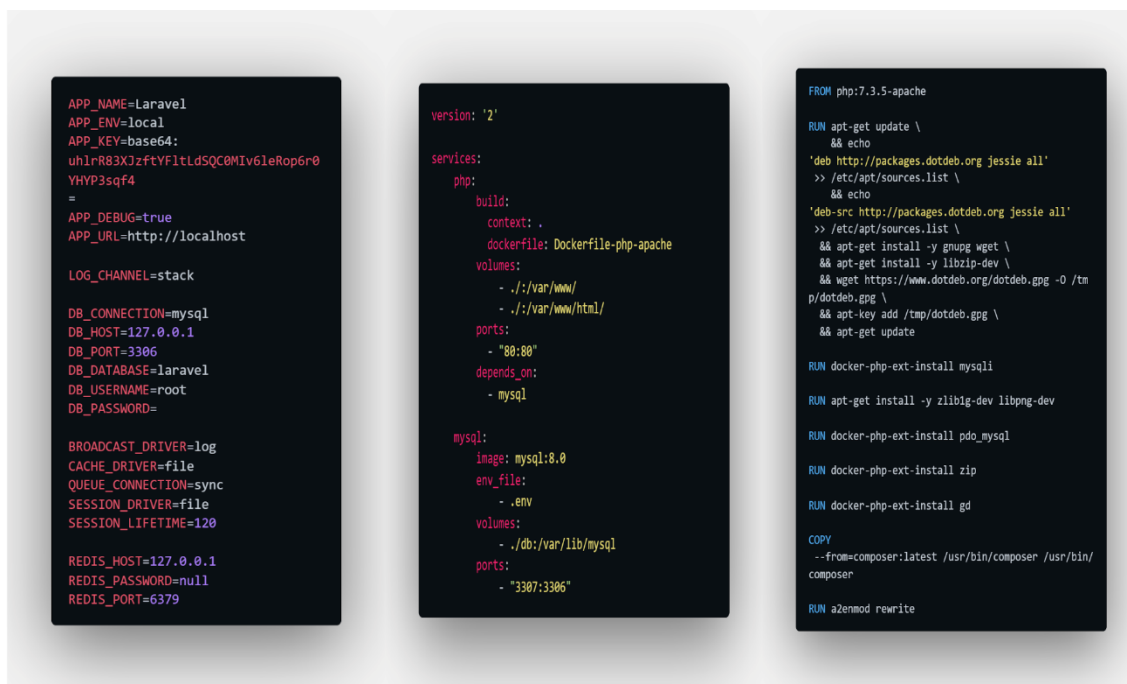 APP_NAME=Laravel
APP_ENV=local
APP_KEY=base64:
uhlrR83XJzftYFltLdSQC0MIv6leRop6r0
YHYP3sqf4
=
APP_DEBUG=true
APP_URL=http://localhost
LOG_CHANNEL=stack
DB_CONNECTION=mysql
DB_HOST=127.0.0.1
DB_PORT=3306
DB_DATABASE=laravel
DB_USERNAME=root
DB_PASSWORD=
BROADCAST_DRIVER=log
CACHE_DRIVER=file
QUEUE_CONNECTION=sync
SESSION_DRIVER=file
SESSION_LIFETIME=120
REDIS_HOST=127.0.0.1
REDIS_PASSWORD=null
REDIS_PORT=6379
version: '2'
services:
php:
build:
context: .
dockerfile: Dockerfile-php-apache
volumes:
- ./:/var/www/
- ./:/var/www/html/
ports:
- "80:80"
depends_on:
- mysql
mysql:
image: mysql:8.0
env_file:
- .env
volumes:
- ./db:/var/lib/mysql
ports:
- "3307:3306"
FROM php:7.3.5-apache
RUN apt-get update \
&& echo
'deb http://packages.dotdeb.org jessie all'
>> /etc/apt/sources.list \
&& echo
'deb-src http://packages.dotdeb.org jessie all'
>> /etc/apt/sources.list \
&& apt-get install -y gnupg wget \
&& apt-get install -y libzip-dev \
&& wget https://www.dotdeb.org/dotdeb.gpg -O /tm
p/dotdeb.gpg \
&& apt-key add /tmp/dotdeb.gpg \
&& apt-get update
RUN docker-php-ext-install mysqli
RUN apt-get install -y zlib1g-dev libpng-dev
RUN docker-php-ext-install pdo_mysql
RUN docker-php-ext-install zip
RUN docker-php-ext-install gd
COPY
--from=composer:latest /usr/bin/composer /usr/bin/
composer
RUN a2enmod rewrite